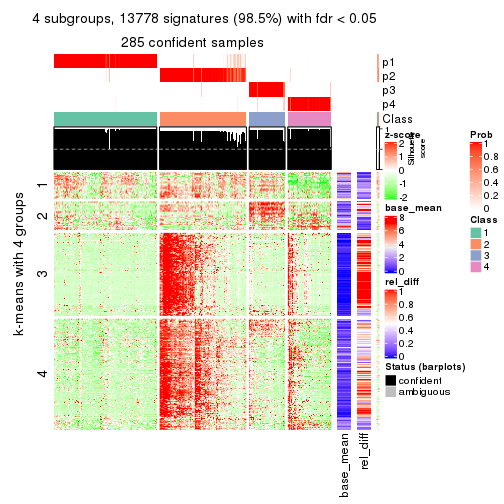 4 subgroups, 13778 signatures (98.5%) with fdr < 0.05
285 confident samples
p1
p2
p3
p4
Class
1
Silhouette
score
k-means with 4 groups
1
2
3
4
base_mean
rel_diff
z-score
2
1
0
-1
-2
base_mean
8
6
4
2
0
rel_diff
1
0.8
0.6
0.4
0.2
0
Status (barplots)
confident
ambiguous
Prob
1
0.8
0.6
0.4
0.2
0
Class
1
2
3
4